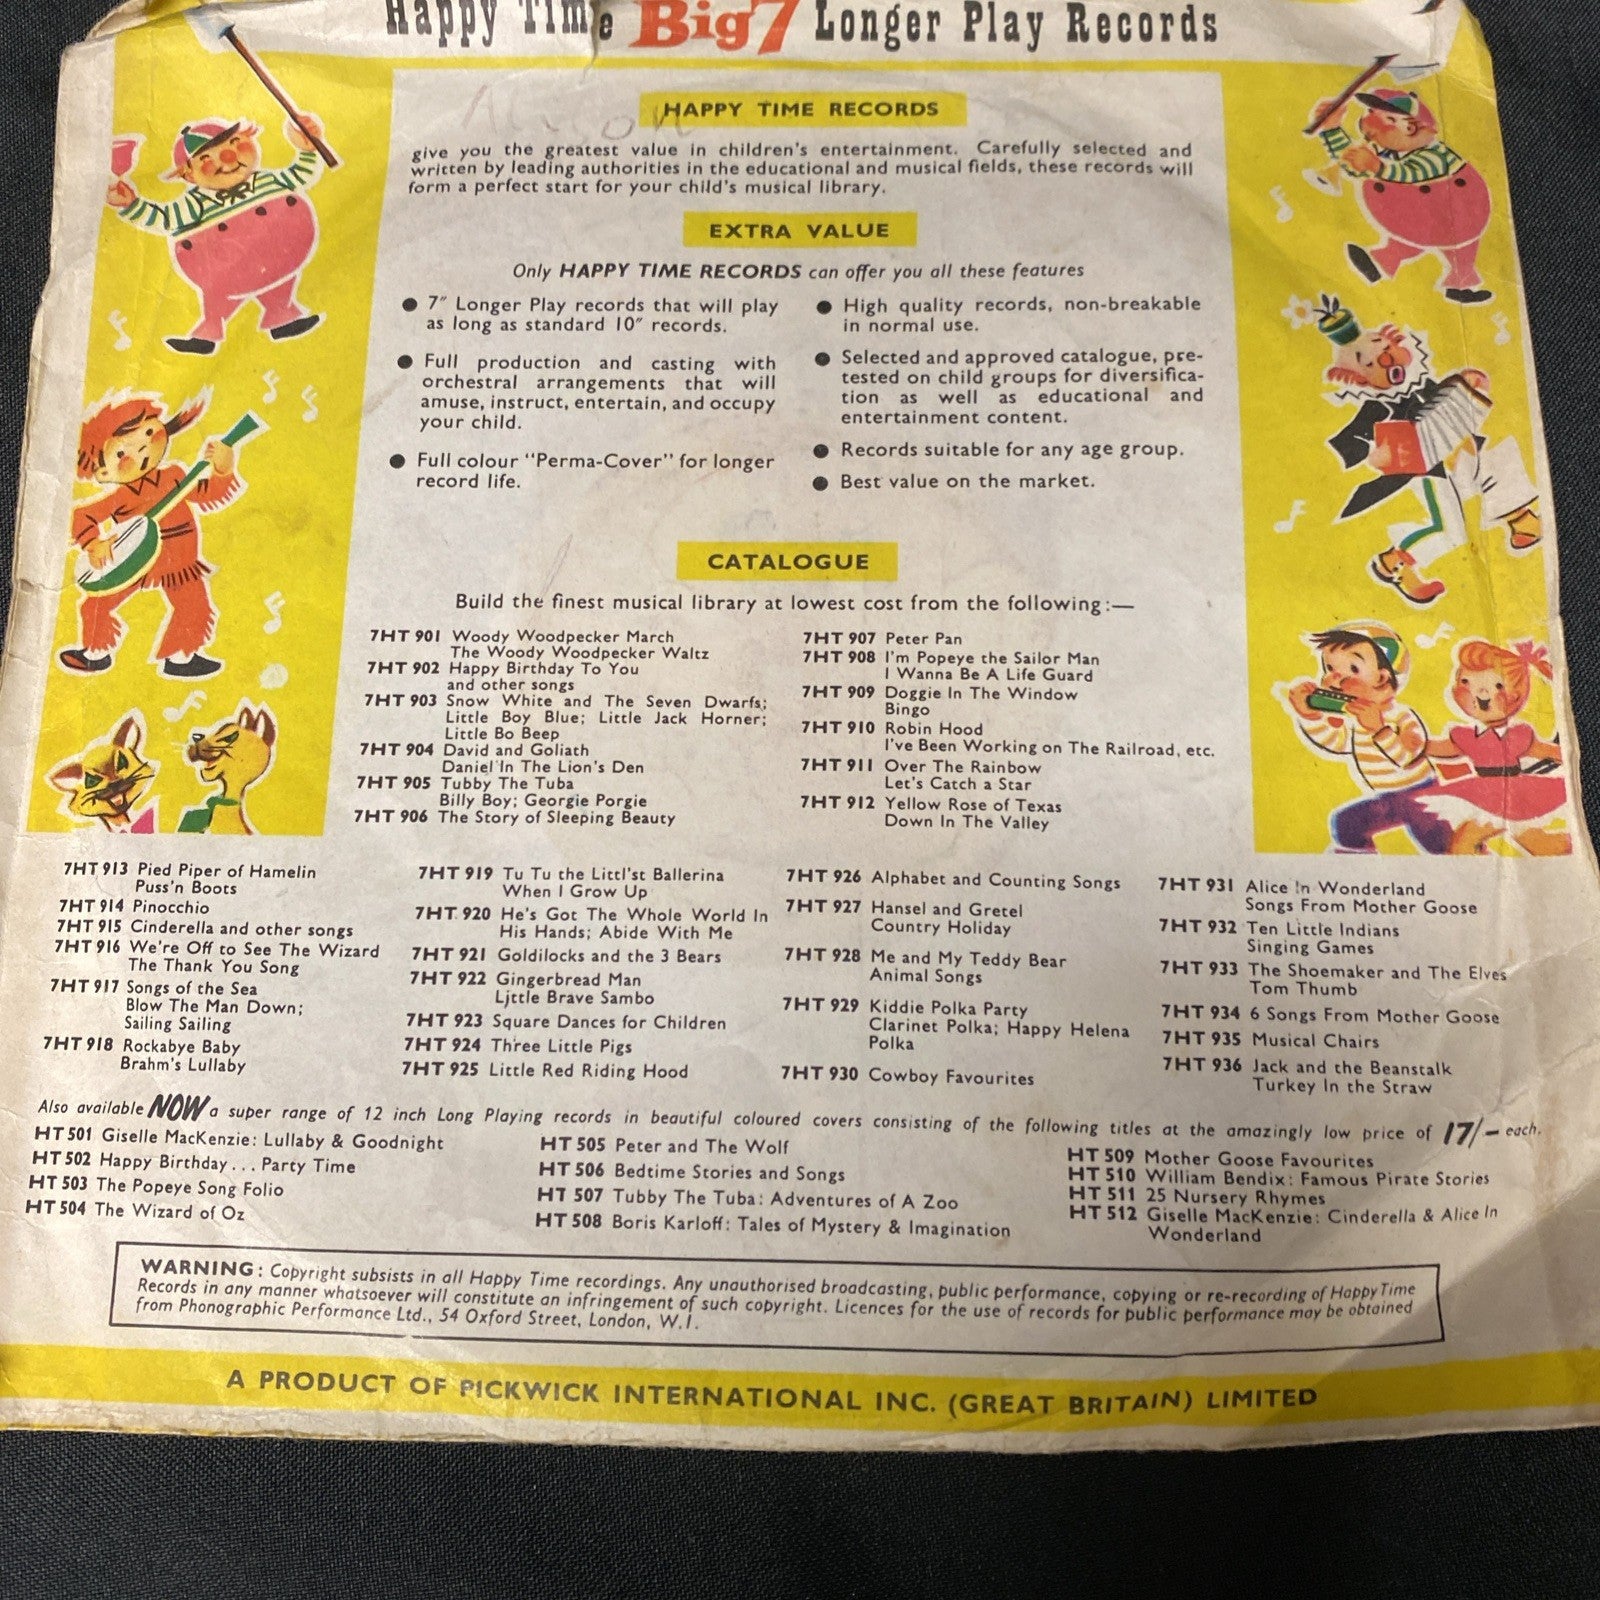 Happy Time Big 7 Longer Play Records
HAPPY TIME RECORDS
give you the greatest value in children's entertainment. Carefully selected and
written by leading authorities in the educational and musical fields, these records will
form a perfect start for your child's musical library.
EXTRA VALUE
Only HAPPY TIME RECORDS can offer you all these features
● 7″ Longer Play records that will play
as long as standard 10″ records.
● Full production and casting with
orchestral arrangements that will
amuse, instruct, entertain, and occupy
your child.
● Full colour "Perma-Cover" for longer
record life.
● High quality records, non-breakable
in normal use.
● Selected and approved catalogue, pre-
tested on child groups for diversifica-
tion as well as educational and
entertainment content.
● Records suitable for any age group.
● Best value on the market.
CATALOGUE
Build the finest musical library at lowest cost from the following:—
7HT 901 Woody Woodpecker March
The Woody Woodpecker Waltz
7HT 902 Happy Birthday To You
and other songs
7HT 903 Snow White and The Seven Dwarfs;
Little Boy Blue; Little Jack Horner;
Little Bo Beep
7HT 904 David and Goliath
Daniel In The Lion's Den
7HT 905 Tubby The Tuba
Billy Boy; Georgie Porgie
7HT 906 The Story of Sleeping Beauty
7HT 907 Peter Pan
7HT 908 I'm Popeye the Sailor Man
I Wanna Be A Life Guard
7HT 909 Doggie In The Window
Bingo
7HT 910 Robin Hood
I've Been Working on The Railroad, etc.
7HT 911 Over The Rainbow
Let's Catch a Star
7HT 912 Yellow Rose of Texas
Down In The Valley
7HT 913 Pied Piper of Hamelin
Puss'n Boots
7HT 914 Pinocchio
7HT 915 Cinderella and other songs
7HT 916 We're Off to See The Wizard
The Thank You Song
7HT 917 Songs of the Sea
Blow The Man Down;
Sailing Sailing
7HT 918 Rockabye Baby
Brahm's Lullaby
7HT 919 Tu Tu the Littl'st Ballerina
When I Grow Up
7HT 920 He's Got The Whole World In
His Hands; Abide With Me
7HT 921 Goldilocks and the 3 Bears
7HT 922 Gingerbread Man
Little Brave Sambo
7HT 923 Square Dances for Children
7HT 924 Three Little Pigs
7HT 925 Little Red Riding Hood
7HT 926 Alphabet and Counting Songs
7HT 927 Hansel and Gretel
Country Holiday
7HT 928 Me and My Teddy Bear
Animal Songs
7HT 929 Kiddie Polka Party
Clarinet Polka; Happy Helena
Polka
7HT 930 Cowboy Favourites
7HT 931 Alice In Wonderland
Songs From Mother Goose
7HT 932 Ten Little Indians
Singing Games
7HT 933 The Shoemaker and The Elves
Tom Thumb
7HT 934 6 Songs From Mother Goose
7HT 935 Musical Chairs
7HT 936 Jack and the Beanstalk
Turkey In the Straw
Also available NOW a super range of 12 inch Long Playing records in beautiful coloured covers consisting of the following titles at the amazingly low price of 17/– each.
HT 501 Giselle MacKenzie: Lullaby & Goodnight
HT 502 Happy Birthday . . . Party Time
HT 503 The Popeye Song Folio
HT 504 The Wizard of Oz
HT 505 Peter and The Wolf
HT 506 Bedtime Stories and Songs
HT 507 Tubby The Tuba: Adventures of A Zoo
HT 508 Boris Karloff: Tales of Mystery & Imagination
HT 509 Mother Goose Favourites
HT 510 William Bendix: Famous Pirate Stories
HT 511 25 Nursery Rhymes
HT 512 Giselle MacKenzie: Cinderella & Alice In
Wonderland
WARNING: Copyright subsists in all Happy Time recordings. Any unauthorised broadcasting, public performance, copying or re-recording of Happy Time
Records in any manner whatsoever will constitute an infringement of such copyright. Licences for the use of records for public performance may be obtained
from Phonographic Performance Ltd., 54 Oxford Street, London, W.1.
A PRODUCT OF PICKWICK INTERNATIONAL INC. (GREAT BRITAIN) LIMITED